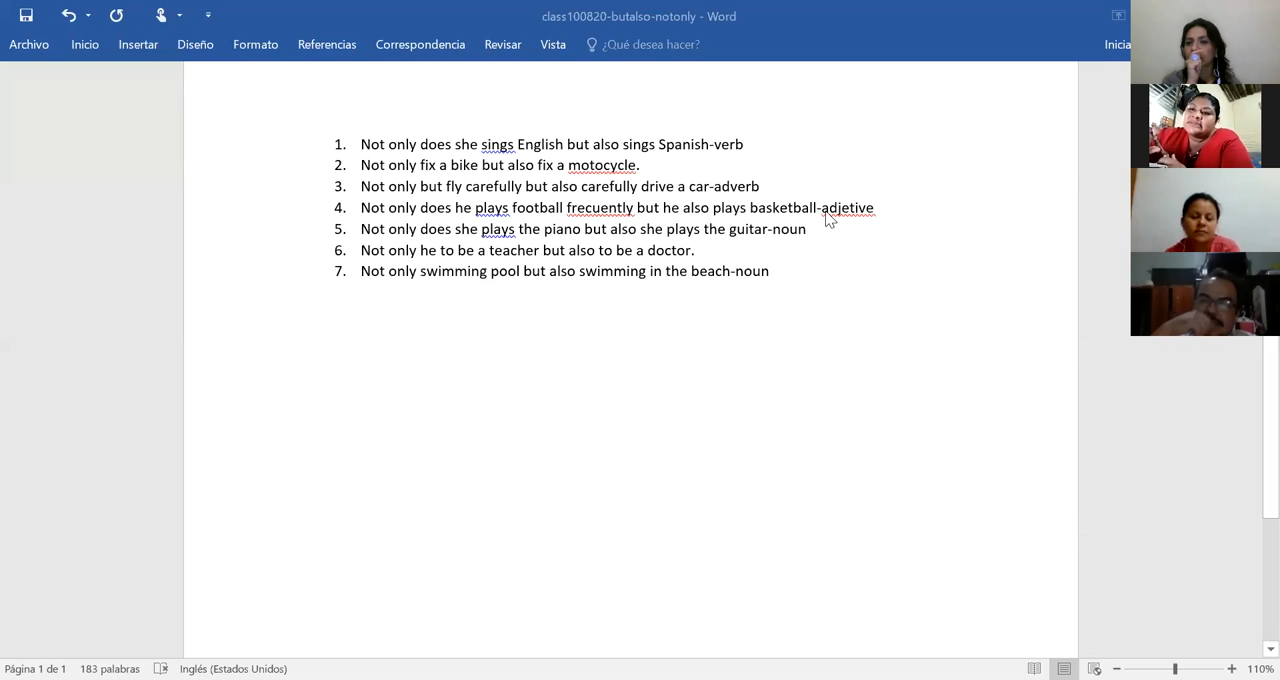 class100820-butalso-notonly - Word
Archivo Inicio Insertar Diseño Formato Referencias Correspondencia Revisar Vista ¿Qué desea hacer? Inicia
1. Not only does she sings English but also sings Spanish-verb
2. Not only fix a bike but also fix a motocycle.
3. Not only but fly carefully but also carefully drive a car-adverb
4. Not only does he plays football frecuently but he also plays basketball-adjetive
5. Not only does she plays the piano but also she plays the guitar-noun
6. Not only he to be a teacher but also to be a doctor.
7. Not only swimming pool but also swimming in the beach-noun
Página 1 de 1 183 palabras Inglés (Estados Unidos) 110%